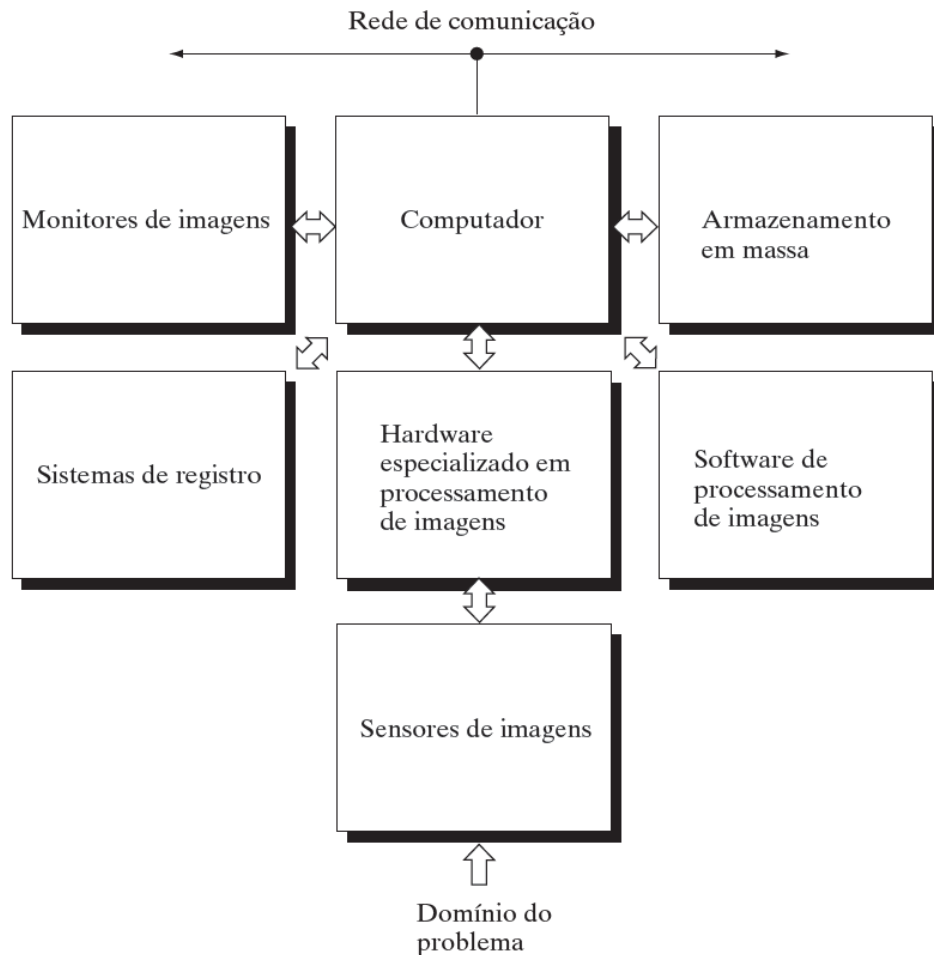 Rede de comunicação
Monitores de imagens
Computador
Armazenamento
em massa
Sistemas de registro
Hardware
especializado em
processamento
de imagens
Software de
processamento
de imagens
Sensores de imagens
Domínio do
problema